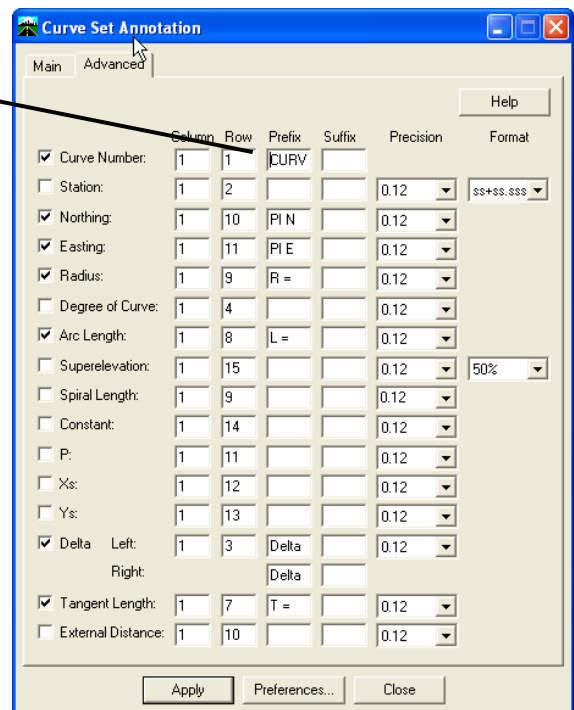 Curve Set Annotation
Main Advanced
Help
Column Row Prefix Suffix Precision Format
Curve Number: 1 1 CURV
Station: 1 2 0.12 ss+ss.sss
Northing: 1 10 PI N 0.12
Easting: 1 11 PI E 0.12
Radius: 1 9 R = 0.12
Degree of Curve: 1 4 0.12
Arc Length: 1 8 L = 0.12
Superelevation: 1 15 0.12 50%
Spiral Length: 1 9 0.12
Constant: 1 14 0.12
P: 1 11 0.12
Xs: 1 12 0.12
Ys: 1 13 0.12
Delta Left: 1 3 Delta 0.12
Right: Delta
Tangent Length: 1 7 T = 0.12
External Distance: 1 10 0.12
Apply Preferences... Close